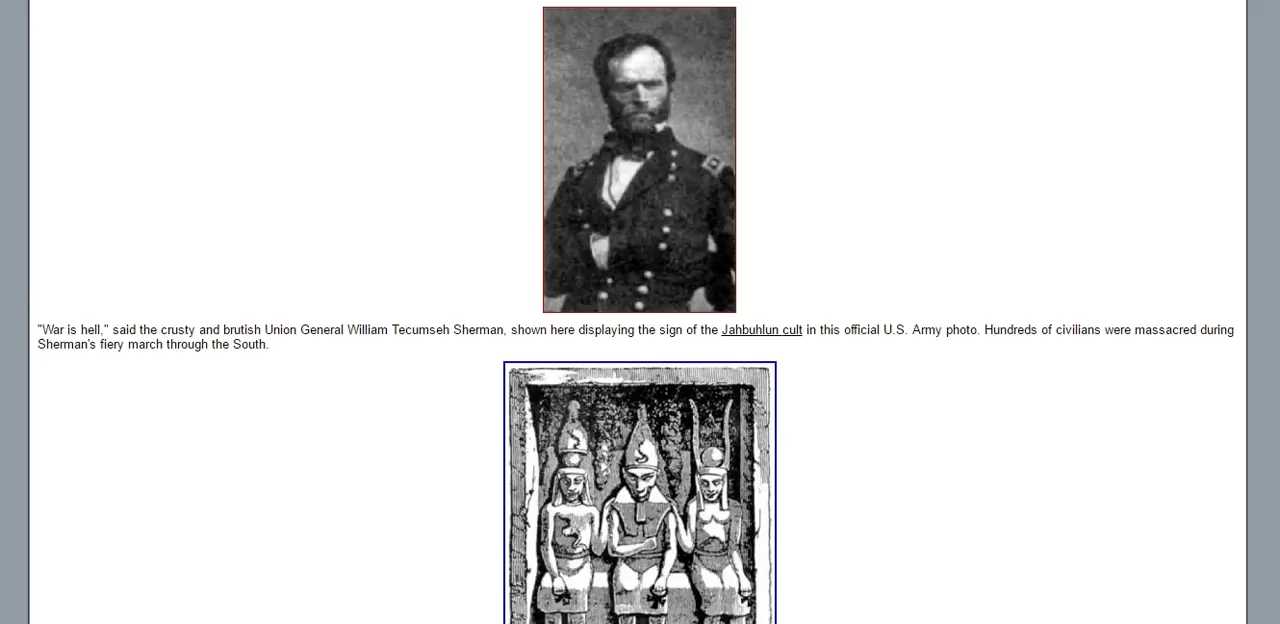 "War is hell," said the crusty and brutish Union General William Tecumseh Sherman, shown here displaying the sign of the Jahbuhlun cult in this official U.S. Army photo. Hundreds of civilians were massacred during
Sherman's fiery march through the South.